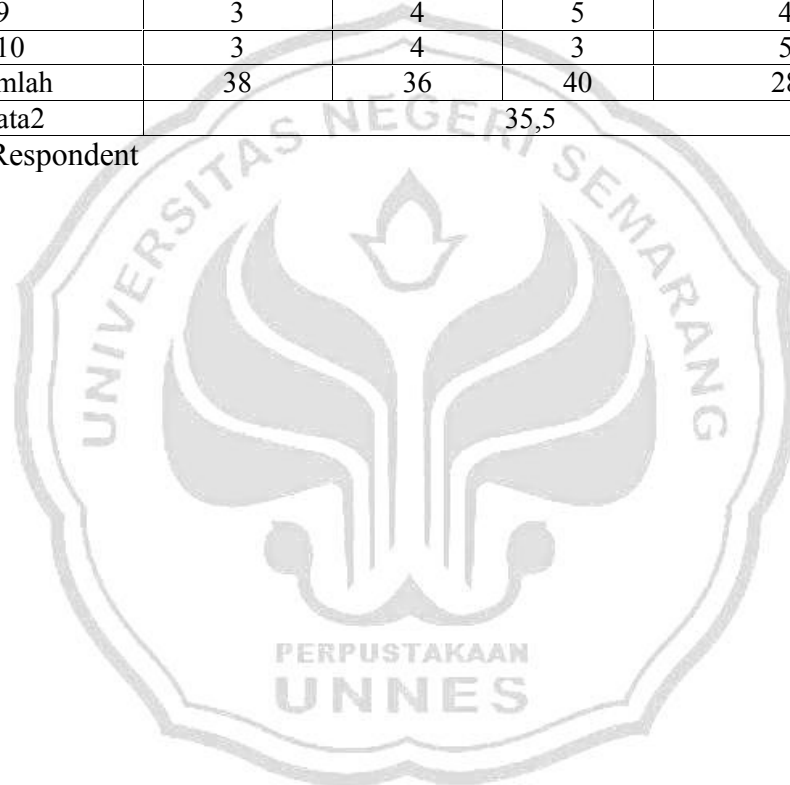 9 3 4 5 4
10 3 4 3 5
mlah 38 36 40 28
ata2 35,5
Respondent
UNIVERSITAS NEGERI SEMARANG
PERPUSTAKAAN
UNNES